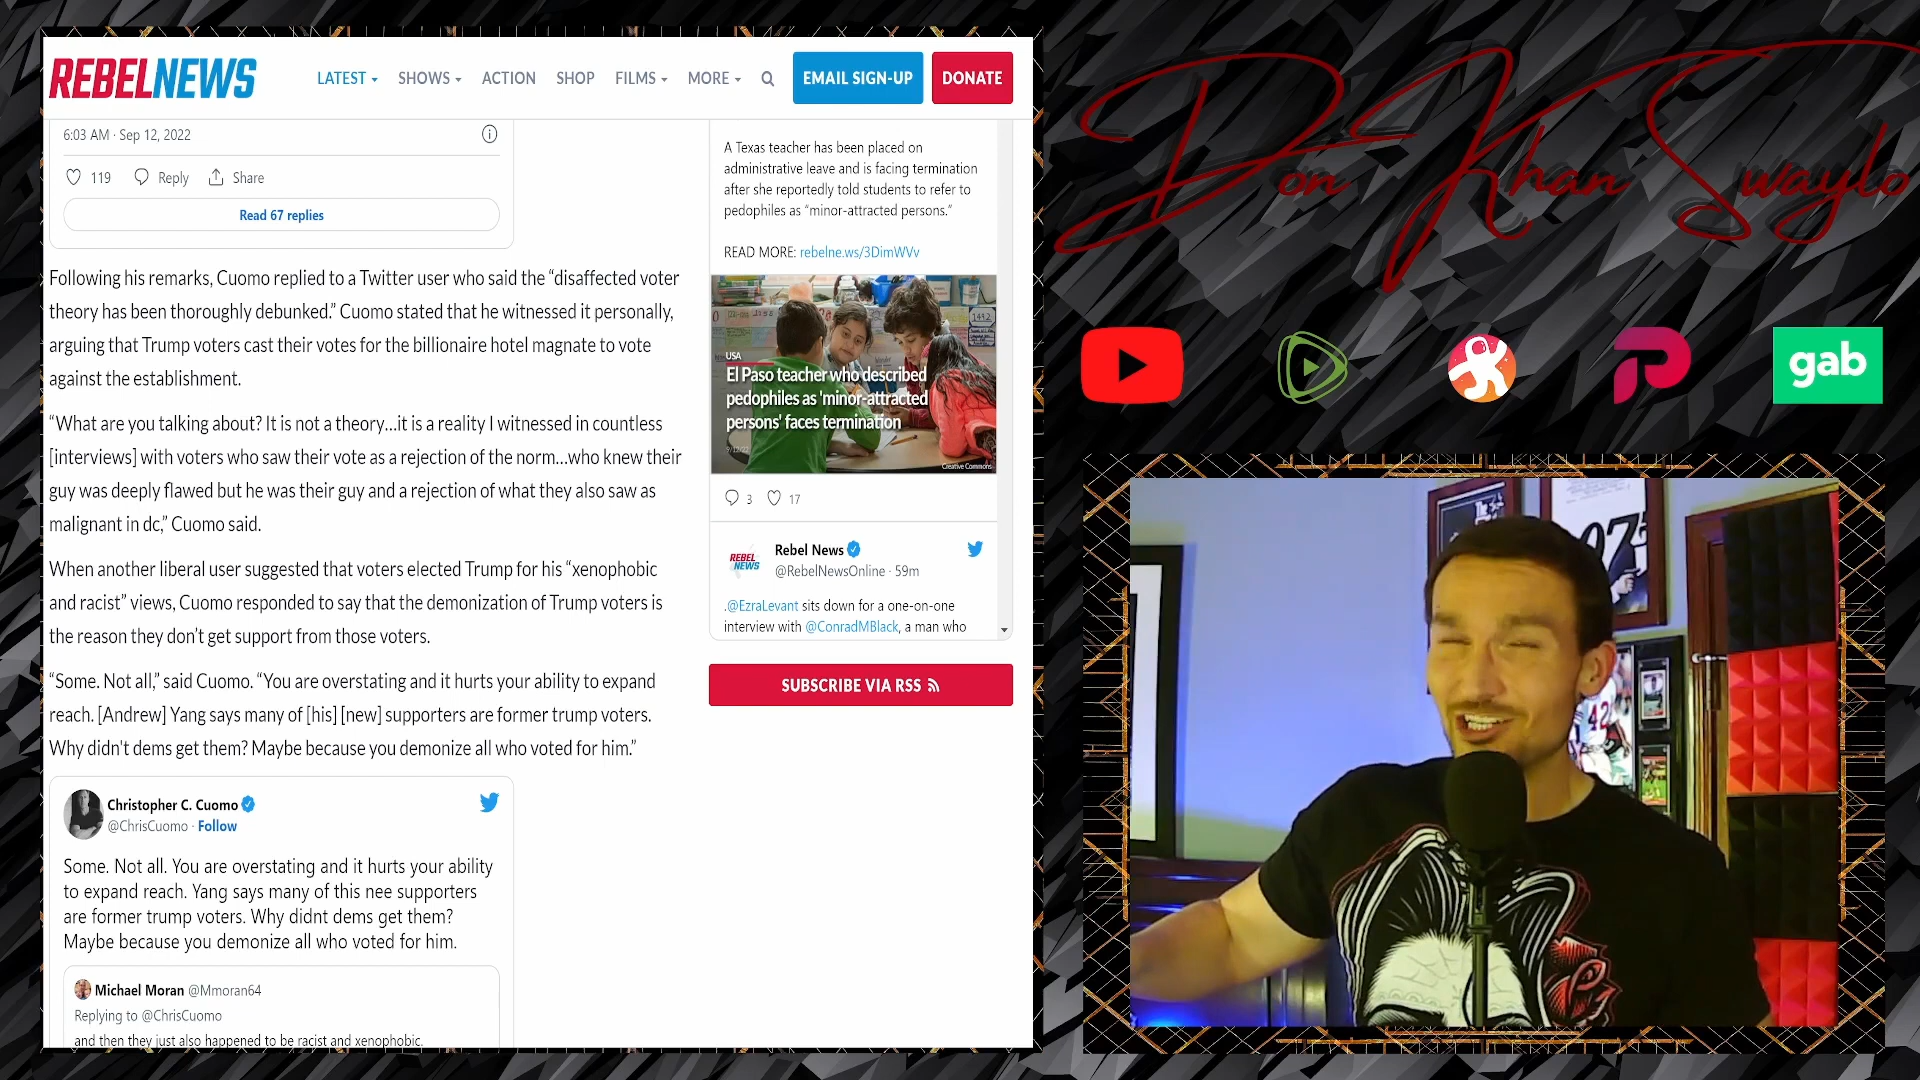 REBELNEWS
LATEST SHOWS ACTION SHOP FILMS MORE EMAIL SIGN-UP DONATE
6:03 AM · Sep 12, 2022
119 Reply Share
Read 67 replies
Following his remarks, Cuomo replied to a Twitter user who said the “disaffected voter
theory has been thoroughly debunked.” Cuomo stated that he witnessed it personally,
arguing that Trump voters cast their votes for the billionaire hotel magnate to vote
against the establishment.
“What are you talking about? It is not a theory…it is a reality I witnessed in countless
[interviews] with voters who saw their vote as a rejection of the norm…who knew their
guy was deeply flawed but he was their guy and a rejection of what they also saw as
malignant in dc,” Cuomo said.
When another liberal user suggested that voters elected Trump for his “xenophobic
and racist” views, Cuomo responded to say that the demonization of Trump voters is
the reason they don’t get support from those voters.
“Some. Not all,” said Cuomo. “You are overstating and it hurts your ability to expand
reach. [Andrew] Yang says many of [his] [new] supporters are former trump voters.
Why didn't dems get them? Maybe because you demonize all who voted for him.”
Christopher C. Cuomo
@ChrisCuomo · Follow
Some. Not all. You are overstating and it hurts your ability
to expand reach. Yang says many of this nee supporters
are former trump voters. Why didnt dems get them?
Maybe because you demonize all who voted for him.
Michael Moran @Mmoran64
Replying to @ChrisCuomo
and then they just also happened to be racist and xenophobic.
A Texas teacher has been placed on
administrative leave and is facing termination
after she reportedly told students to refer to
pedophiles as “minor-attracted persons.”
READ MORE: rebelne.ws/3DimWVv
1492
USA
El Paso teacher who described
pedophiles as 'minor-attracted
persons' faces termination
9/12/22
Creative Commons
3 17
REBEL
NEWS
Rebel News
@RebelNewsOnline · 59m
.@EzraLevant sits down for a one-on-one
interview with @ConradMBlack, a man who
SUBSCRIBE VIA RSS
Don Khan Swaylo
gab
42